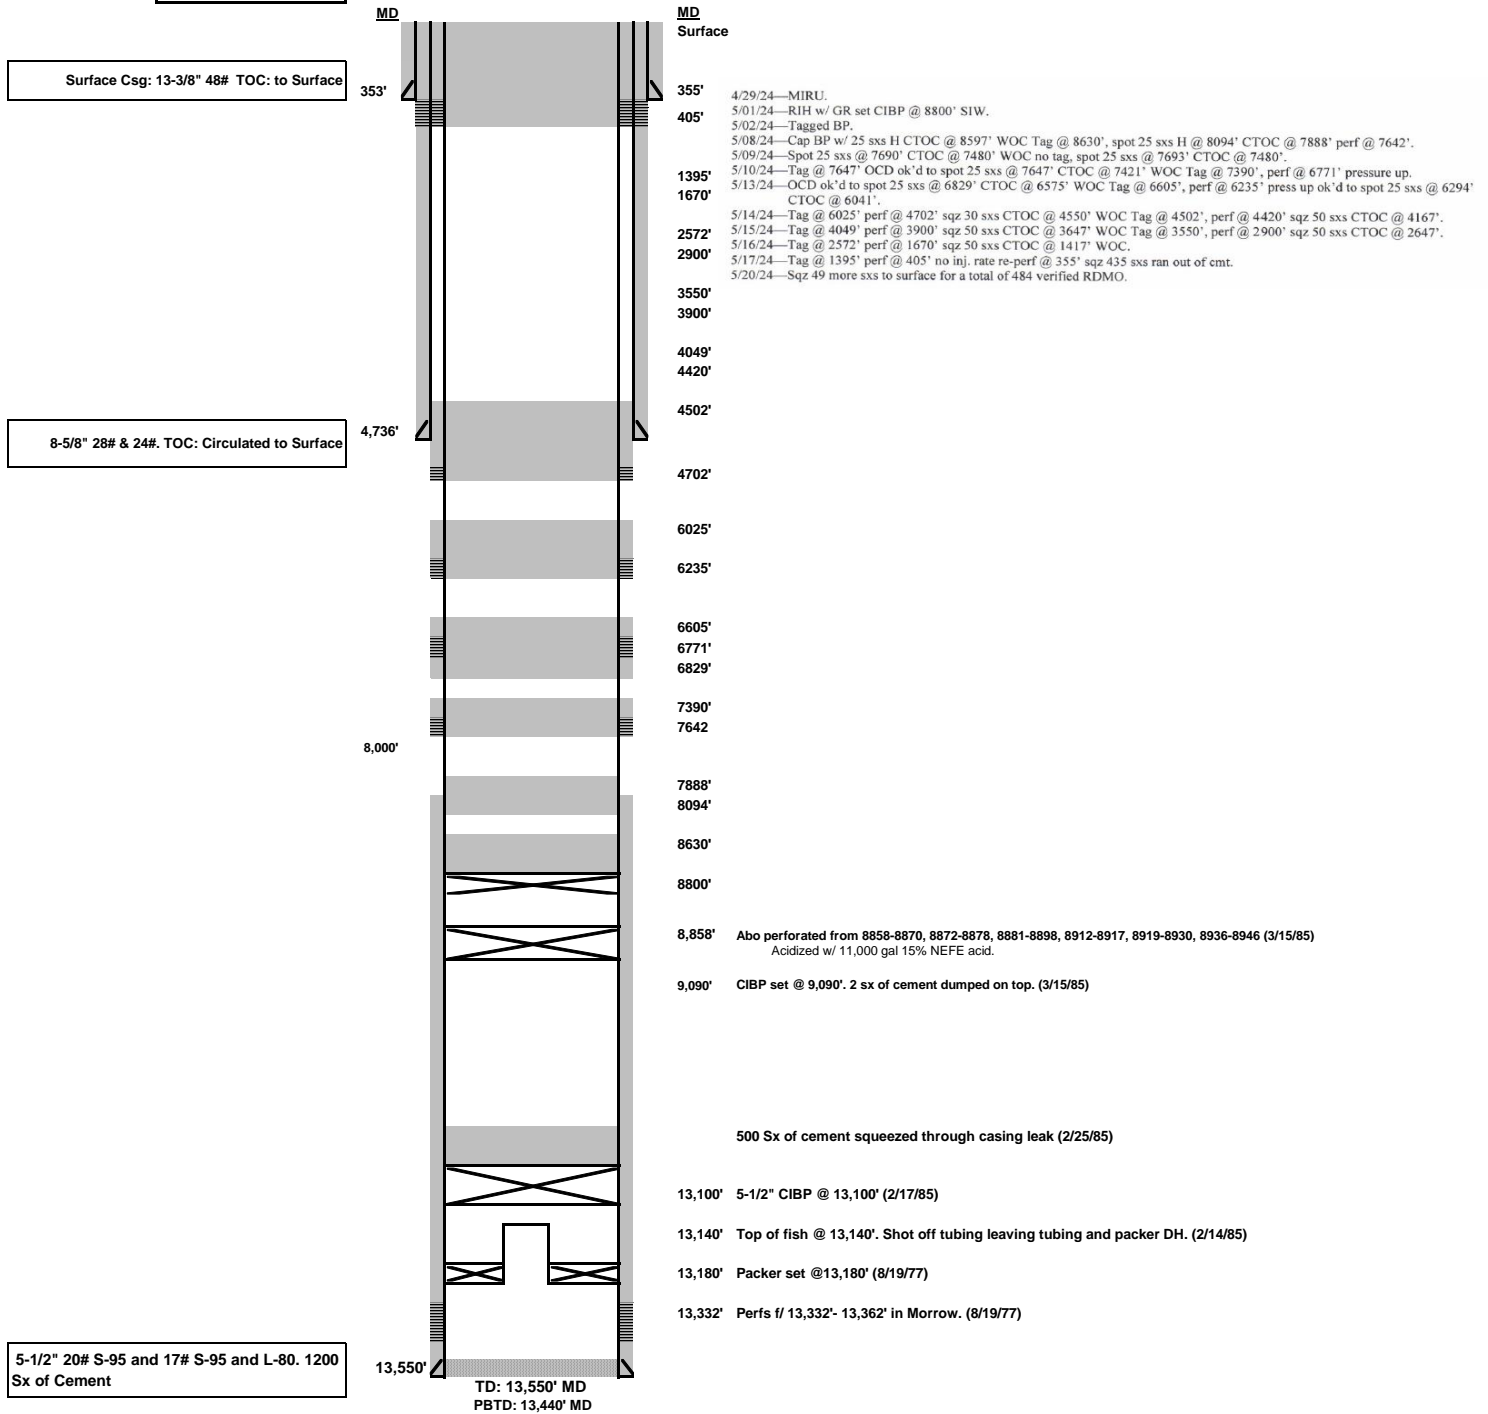 MD
MD
Surface
Surface Csg: 13-3/8" 48#  TOC: to Surface
353'
355'
405'
4/29/24—MIRU.
5/01/24—RIH w/ GR set CIBP @ 8800' SIW.
5/02/24—Tagged BP.
5/08/24—Cap BP w/ 25 sxs H CTOC @ 8597' WOC Tag @ 8630', spot 25 sxs H @ 8094' CTOC @ 7888' perf @ 7642'.
5/09/24—Spot 25 sxs @ 7690' CTOC @ 7480' WOC no tag, spot 25 sxs @ 7693' CTOC @ 7480'.
5/10/24—Tag @ 7647' OCD ok'd to spot 25 sxs @ 7647' CTOC @ 7421' WOC Tag @ 7390', perf @ 6771' pressure up.
5/13/24—OCD ok'd to spot 25 sxs @ 6829' CTOC @ 6575' WOC Tag @ 6605', perf @ 6235' press up ok'd to spot 25 sxs @ 6294'
CTOC @ 6041'.
5/14/24—Tag @ 6025' perf @ 4702' sqz 30 sxs CTOC @ 4550' WOC Tag @ 4502', perf @ 4420' sqz 50 sxs CTOC @ 4167'.
5/15/24—Tag @ 4049' perf @ 3900' sqz 50 sxs CTOC @ 3647' WOC Tag @ 3550', perf @ 2900' sqz 50 sxs CTOC @ 2647'.
5/16/24—Tag @ 2572' perf @ 1670' sqz 50 sxs CTOC @ 1417' WOC.
5/17/24—Tag @ 1395' perf @ 405' no inj. rate re-perf @ 355' sqz 435 sxs ran out of cmt.
5/20/24—Sqz 49 more sxs to surface for a total of 484 verified RDMO.
1395'
1670'
2572'
2900'
3550'
3900'
4049'
4420'
4502'
8-5/8" 28# & 24#. TOC: Circulated to Surface
4,736'
4702'
6025'
6235'
6605'
6771'
6829'
7390'
7642
8,000'
7888'
8094'
8630'
8800'
8,858' Abo perforated from 8858-8870, 8872-8878, 8881-8898, 8912-8917, 8919-8930, 8936-8946 (3/15/85)
Acidized w/ 11,000 gal 15% NEFE acid.
9,090' CIBP set @ 9,090'. 2 sx of cement dumped on top. (3/15/85)
500 Sx of cement squeezed through casing leak (2/25/85)
13,100' 5-1/2" CIBP @ 13,100' (2/17/85)
13,140' Top of fish @ 13,140'. Shot off tubing leaving tubing and packer DH. (2/14/85)
13,180' Packer set @13,180' (8/19/77)
13,332' Perfs f/ 13,332'- 13,362' in Morrow. (8/19/77)
5-1/2" 20# S-95 and 17# S-95 and L-80. 1200
Sx of Cement
13,550'
TD: 13,550' MD
PBTD: 13,440' MD